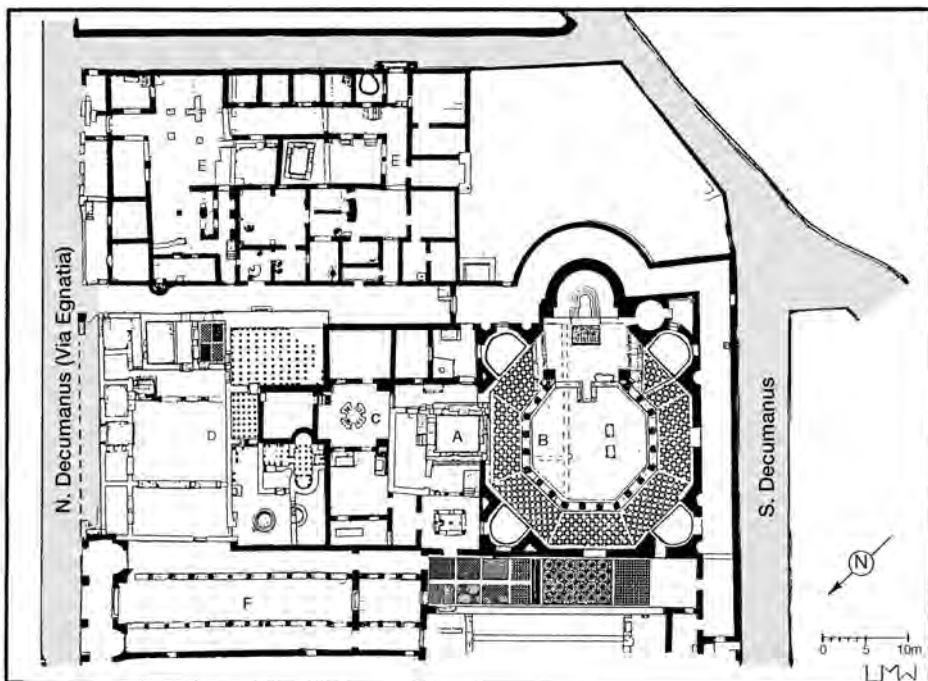 N. Decumanus (Via Egnatia)
E
E
D
C
A
B
F
S. Decumanus
N
0 5 10m
LMW